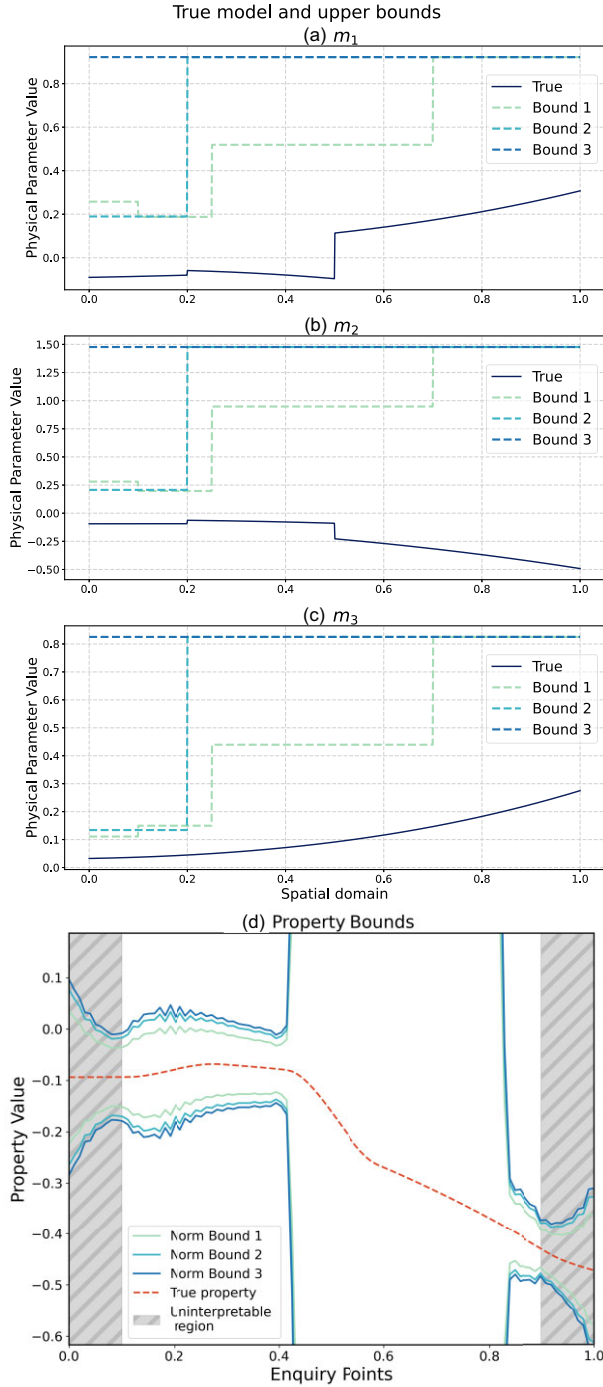 True model and upper bounds
(a) m₁
Physical Parameter Value
0.8
0.6
0.4
0.2
0.0
True
Bound 1
Bound 2
Bound 3
0.0 0.2 0.4 0.6 0.8 1.0
(b) m₂
Physical Parameter Value
1.50
1.25
1.00
0.75
0.50
0.25
0.00
−0.25
−0.50
True
Bound 1
Bound 2
Bound 3
0.0 0.2 0.4 0.6 0.8 1.0
(c) m₃
Physical Parameter Value
0.8
0.7
0.6
0.5
0.4
0.3
0.2
0.1
0.0
True
Bound 1
Bound 2
Bound 3
0.0 0.2 0.4 0.6 0.8 1.0
Spatial domain
(d) Property Bounds
Property Value
0.1
0.0
−0.1
−0.2
−0.3
−0.4
−0.5
−0.6
Norm Bound 1
Norm Bound 2
Norm Bound 3
True property
Uninterpretable
region
0.0 0.2 0.4 0.6 0.8 1.0
Enquiry Points